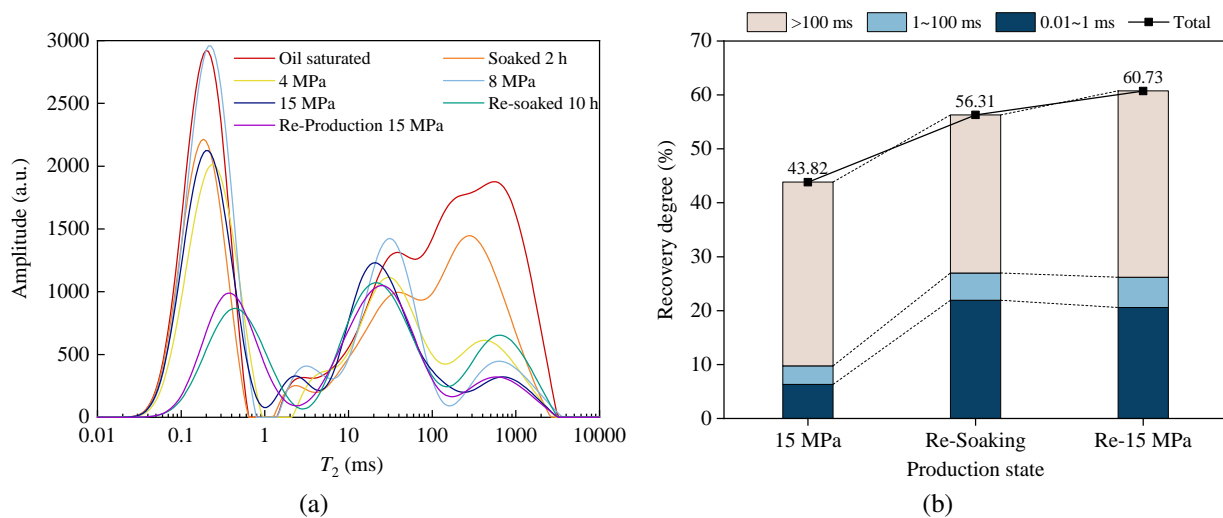 3000
2500
2000
1500
1000
500
0
Amplitude (a.u.)
Oil saturated
Soaked 2 h
4 MPa
8 MPa
15 MPa
Re-soaked 10 h
Re-Production 15 MPa
0.01 0.1 1 10 100 1000 10000
T2 (ms)
(a)
>100 ms 1~100 ms 0.01~1 ms Total
70
60
50
40
30
20
10
0
Recovery degree (%)
43.82
56.31
60.73
15 MPa Re-Soaking Re-15 MPa
Production state
(b)